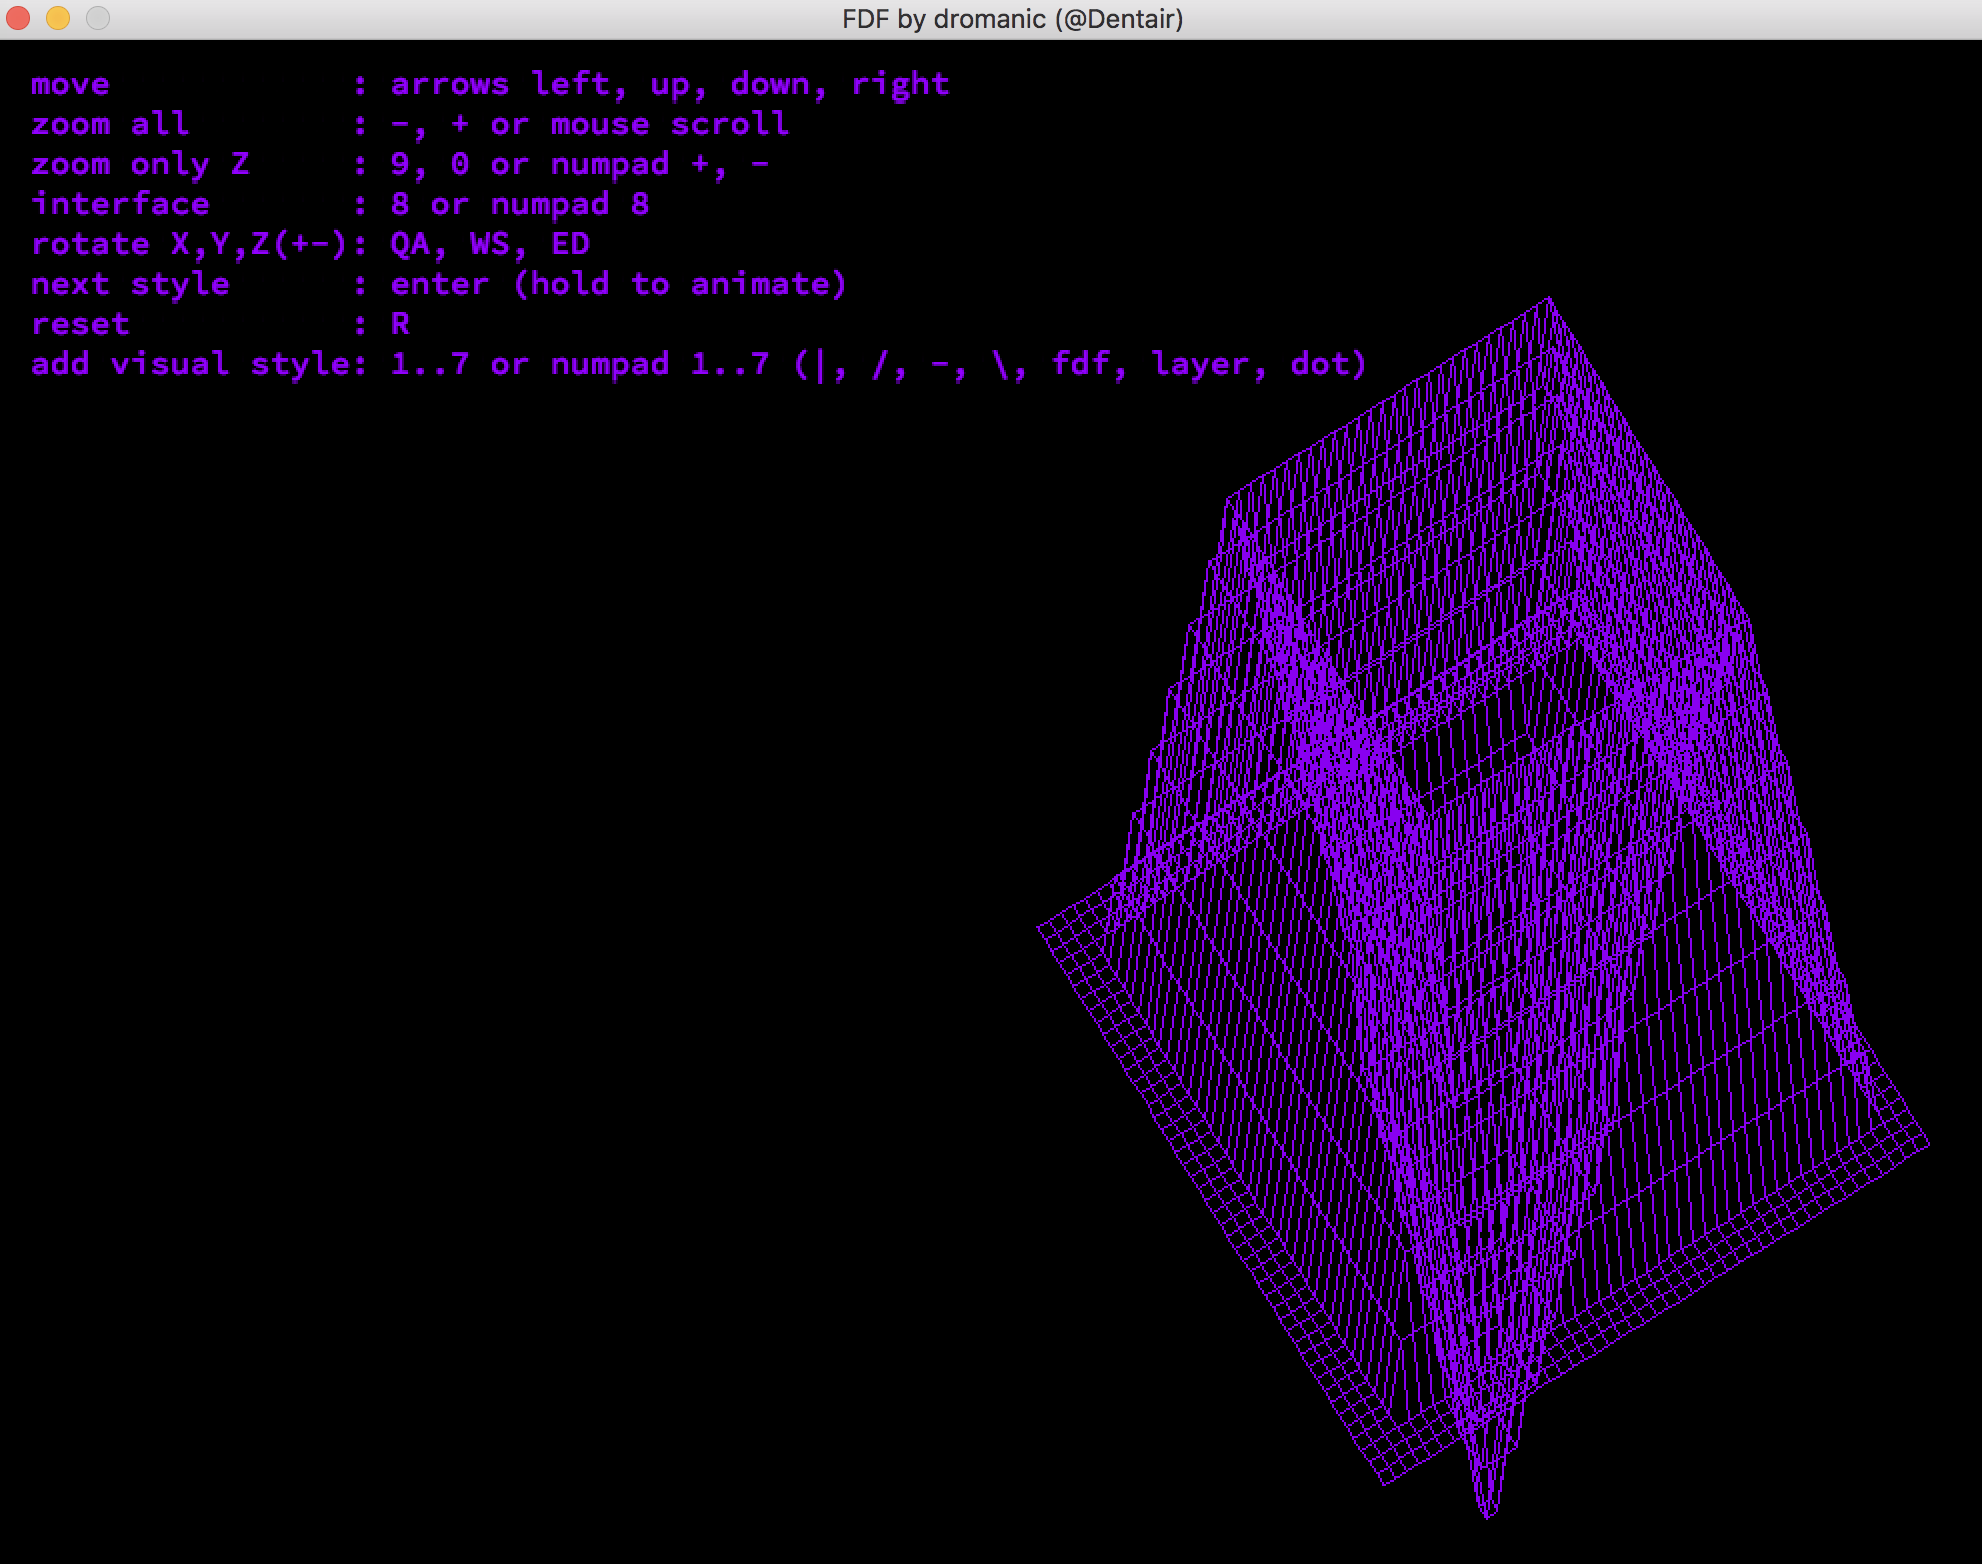 FDF by dromanic (@Dentair)
move : arrows left, up, down, right
zoom all : -, + or mouse scroll
zoom only Z : 9, 0 or numpad +, -
interface : 8 or numpad 8
rotate X,Y,Z(+-): QA, WS, ED
next style : enter (hold to animate)
reset : R
add visual style: 1..7 or numpad 1..7 (|, /, -, \, fdf, layer, dot)